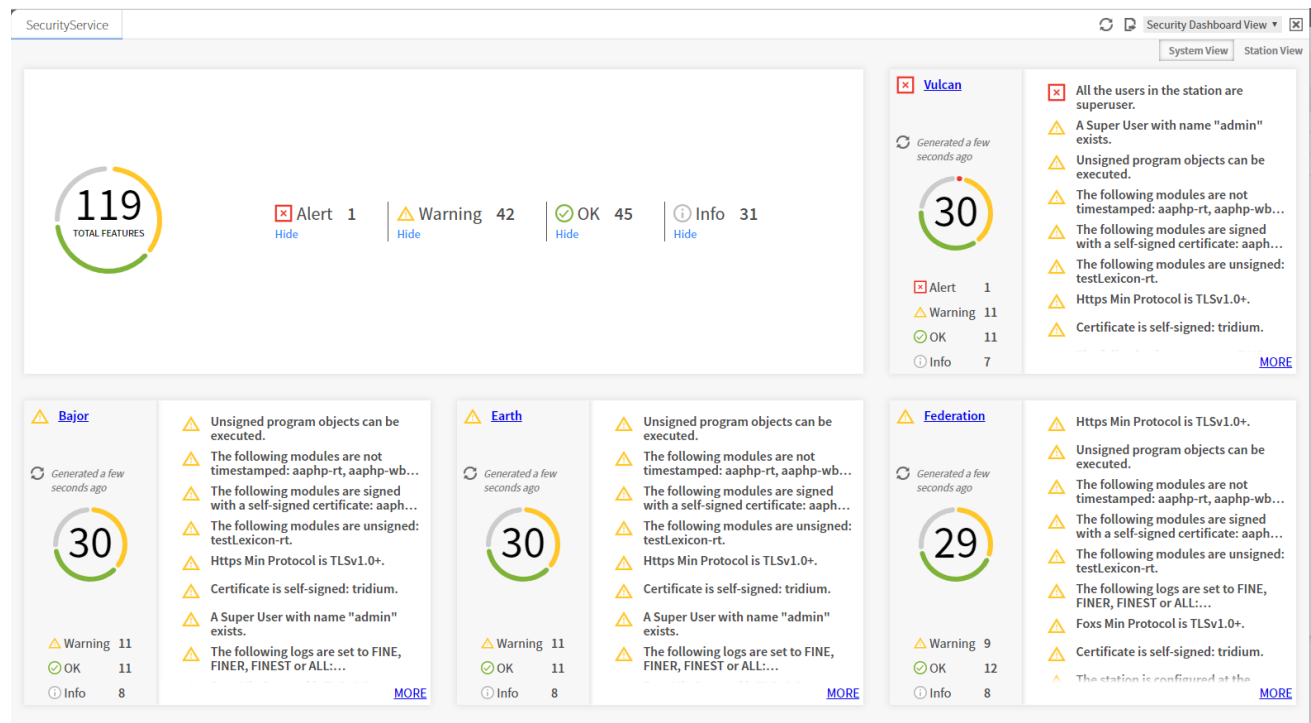 SecurityService
Security Dashboard View
System View
Station View
119
TOTAL FEATURES
Alert 1
Hide
Warning 42
Hide
OK 45
Hide
Info 31
Hide
Vulcan
Generated a few
seconds ago
30
Alert 1
Warning 11
OK 11
Info 7
All the users in the station are
superuser.
A Super User with name "admin"
exists.
Unsigned program objects can be
executed.
The following modules are not
timestamped: aaphp-rt, aaphp-wb...
The following modules are signed
with a self-signed certificate: aaph...
The following modules are unsigned:
testLexicon-rt.
Https Min Protocol is TLSv1.0+.
Certificate is self-signed: tridium.
MORE
Bajor
Generated a few
seconds ago
30
Warning 11
OK 11
Info 8
Unsigned program objects can be
executed.
The following modules are not
timestamped: aaphp-rt, aaphp-wb...
The following modules are signed
with a self-signed certificate: aaph...
The following modules are unsigned:
testLexicon-rt.
Https Min Protocol is TLSv1.0+.
Certificate is self-signed: tridium.
A Super User with name "admin"
exists.
The following logs are set to FINE,
FINER, FINEST or ALL:...
MORE
Earth
Generated a few
seconds ago
30
Warning 11
OK 11
Info 8
Unsigned program objects can be
executed.
The following modules are not
timestamped: aaphp-rt, aaphp-wb...
The following modules are signed
with a self-signed certificate: aaph...
The following modules are unsigned:
testLexicon-rt.
Https Min Protocol is TLSv1.0+.
Certificate is self-signed: tridium.
A Super User with name "admin"
exists.
The following logs are set to FINE,
FINER, FINEST or ALL:...
MORE
Federation
Generated a few
seconds ago
29
Warning 9
OK 12
Info 8
Https Min Protocol is TLSv1.0+.
Unsigned program objects can be
executed.
The following modules are not
timestamped: aaphp-rt, aaphp-wb...
The following modules are signed
with a self-signed certificate: aaph...
The following modules are unsigned:
testLexicon-rt.
The following logs are set to FINE,
FINER, FINEST or ALL:...
Foxs Min Protocol is TLSv1.0+.
Certificate is self-signed: tridium.
The station is configured at the
MORE